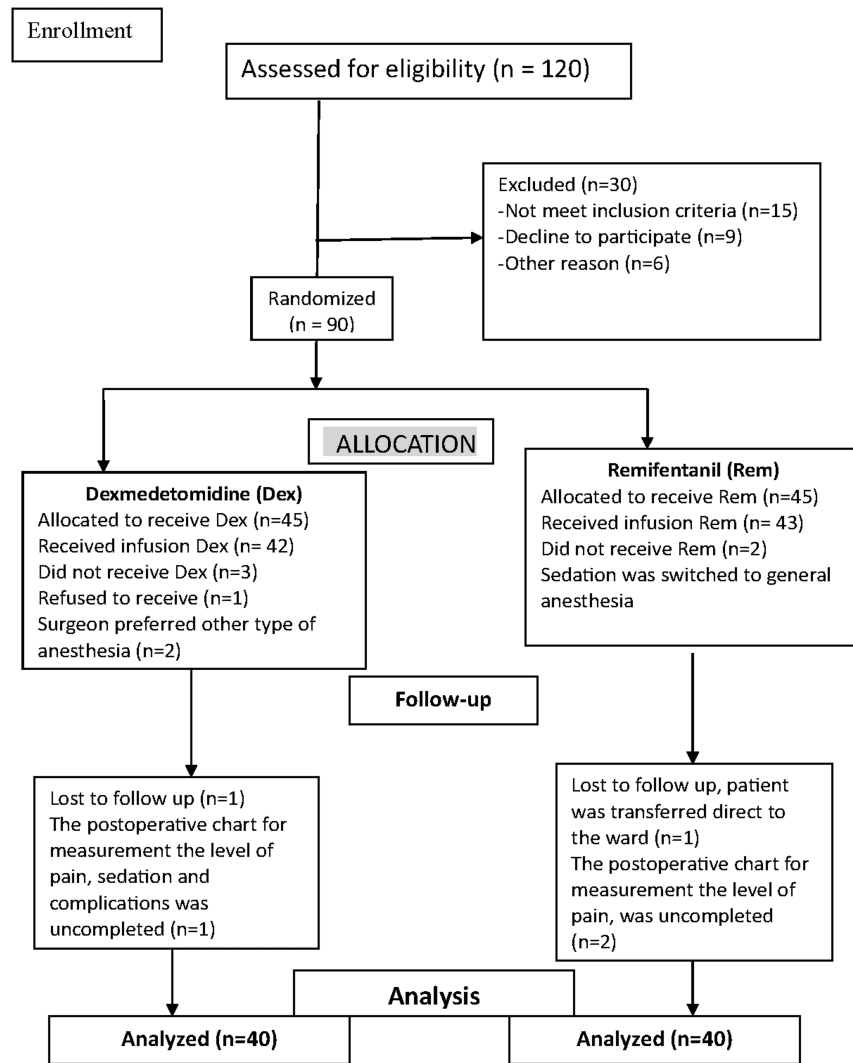 Enrollment
Assessed for eligibility (n = 120)
Excluded (n=30)
-Not meet inclusion criteria (n=15)
-Decline to participate (n=9)
-Other reason (n=6)
Randomized
(n = 90)
ALLOCATION
Dexmedetomidine (Dex)
Allocated to receive Dex (n=45)
Received infusion Dex (n= 42)
Did not receive Dex (n=3)
Refused to receive (n=1)
Surgeon preferred other type of
anesthesia (n=2)
Remifentanil (Rem)
Allocated to receive Rem (n=45)
Received infusion Rem (n= 43)
Did not receive Rem (n=2)
Sedation was switched to general
anesthesia
Follow-up
Lost to follow up (n=1)
The postoperative chart for
measurement the level of
pain, sedation and
complications was
uncompleted (n=1)
Lost to follow up, patient
was transferred direct to
the ward (n=1)
The postoperative chart for
measurement the level of
pain, was uncompleted
(n=2)
Analysis
Analyzed (n=40)
Analyzed (n=40)